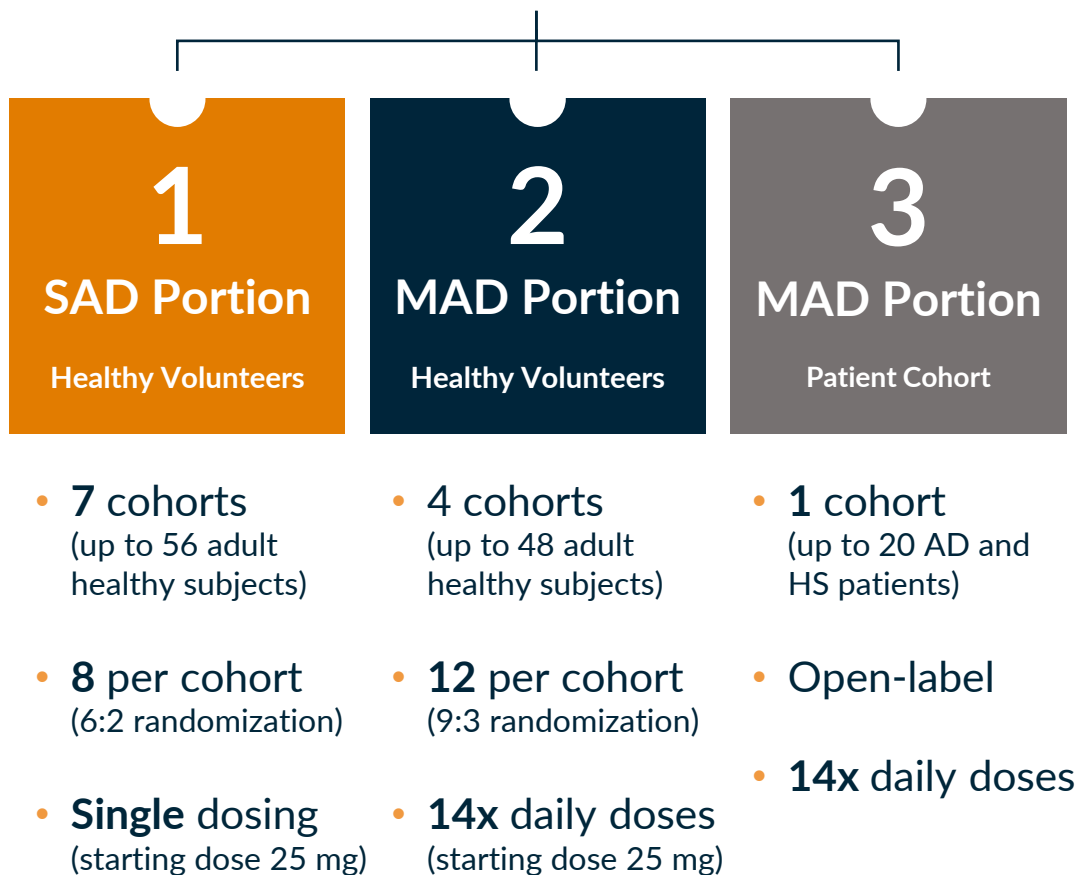 1
SAD Portion
Healthy Volunteers
• 7 cohorts
(up to 56 adult
healthy subjects)
• 8 per cohort
(6:2 randomization)
• Single dosing
(starting dose 25 mg)
2
MAD Portion
Healthy Volunteers
• 4 cohorts
(up to 48 adult
healthy subjects)
• 12 per cohort
(9:3 randomization)
• 14x daily doses
(starting dose 25 mg)
3
MAD Portion
Patient Cohort
• 1 cohort
(up to 20 AD and
HS patients)
• Open-label
• 14x daily doses